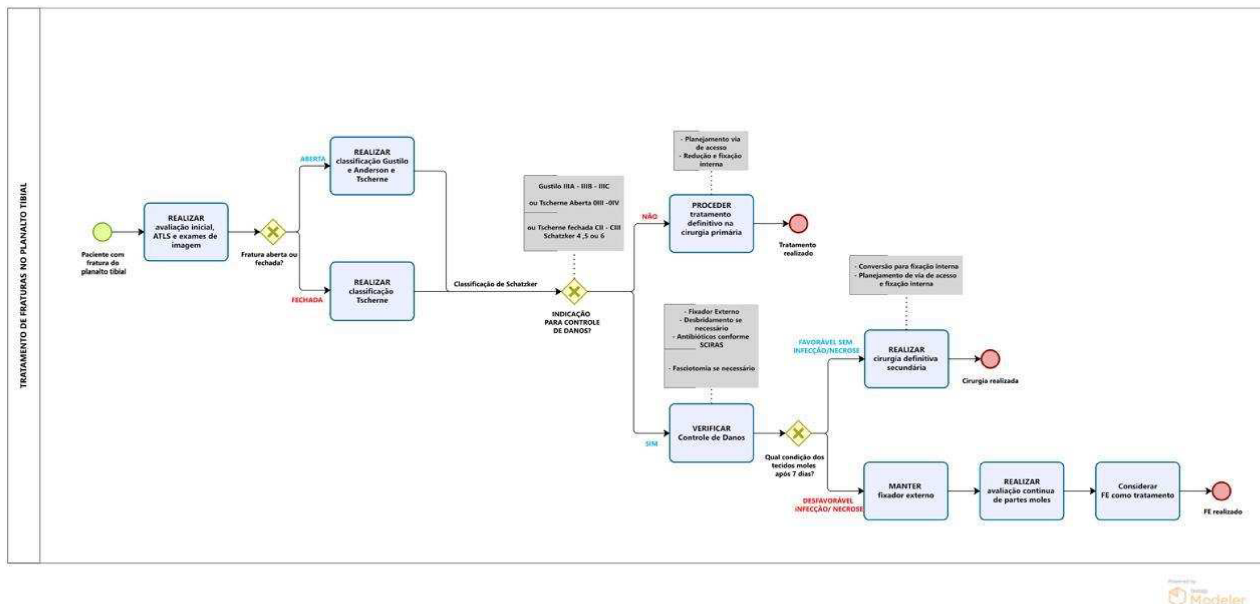 TRATAMENTO DE FRATURAS NO PLANALTO TIBIAL
Paciente com
fratura do
planalto tibial
REALIZAR
avaliação inicial,
ATLS e exames de
imagem
Fratura aberta ou
fechada?
ABERTA
REALIZAR
classificação Gustilo
e Anderson e
Tscherne
FECHADA
REALIZAR
classificação
Tscherne
Classificação de Schatzker
Gustilo IIIA - IIIB - IIIC
ou Tscherne Aberta 0III -0IV
ou Tscherne fechada CII - CIII
Schatzker 4 ,5 ou 6
INDICAÇÃO
PARA CONTROLE
DE DANOS?
NÃO
- Planejamento via
de acesso
- Redução e fixação
interna
PROCEDER
tratamento
definitivo na
cirurgia primária
Tratamento
realizado
SIM
- Fixador Externo
- Desbridamento se
necessário
- Antibióticos conforme
SCIRAS
- Fasciotomia se necessário
VERIFICAR
Controle de Danos
Qual condição dos
tecidos moles
após 7 dias?
FAVORÁVEL SEM
INFECÇÃO/NECROSE
- Conversão para fixação interna
- Planejamento de via de acesso
e fixação interna
REALIZAR
cirurgia definitiva
secundária
Cirurgia realizada
DESFAVORÁVEL
INFECÇÃO/ NECROSE
MANTER
fixador externo
REALIZAR
avaliação continua
de partes moles
Considerar
FE como tratamento
FE realizado
Powered by
Modeler